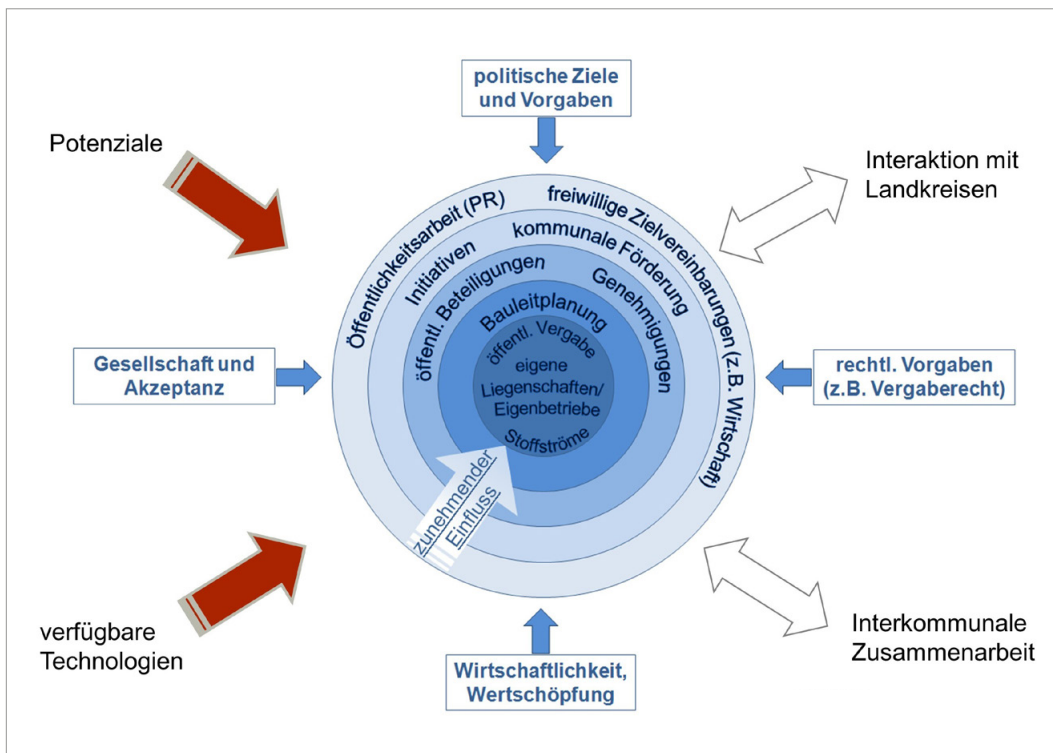 politische Ziele
und Vorgaben
Potenziale
Interaktion mit
Landkreisen
Öffentlichkeitsarbeit (PR)
freiwillige Zielvereinbarungen (z.B. Wirtschaft)
Initiativen
kommunale Förderung
öffentl. Beteiligungen
Genehmigungen
Bauleitplanung
öffentl. Vergabe
eigene
Liegenschaften/
Eigenbetriebe
Stoffströme
Gesellschaft und
Akzeptanz
rechtl. Vorgaben
(z.B. Vergaberecht)
zunehmender
Einfluss
verfügbare
Technologien
Interkommunale
Zusammenarbeit
Wirtschaftlichkeit,
Wertschöpfung